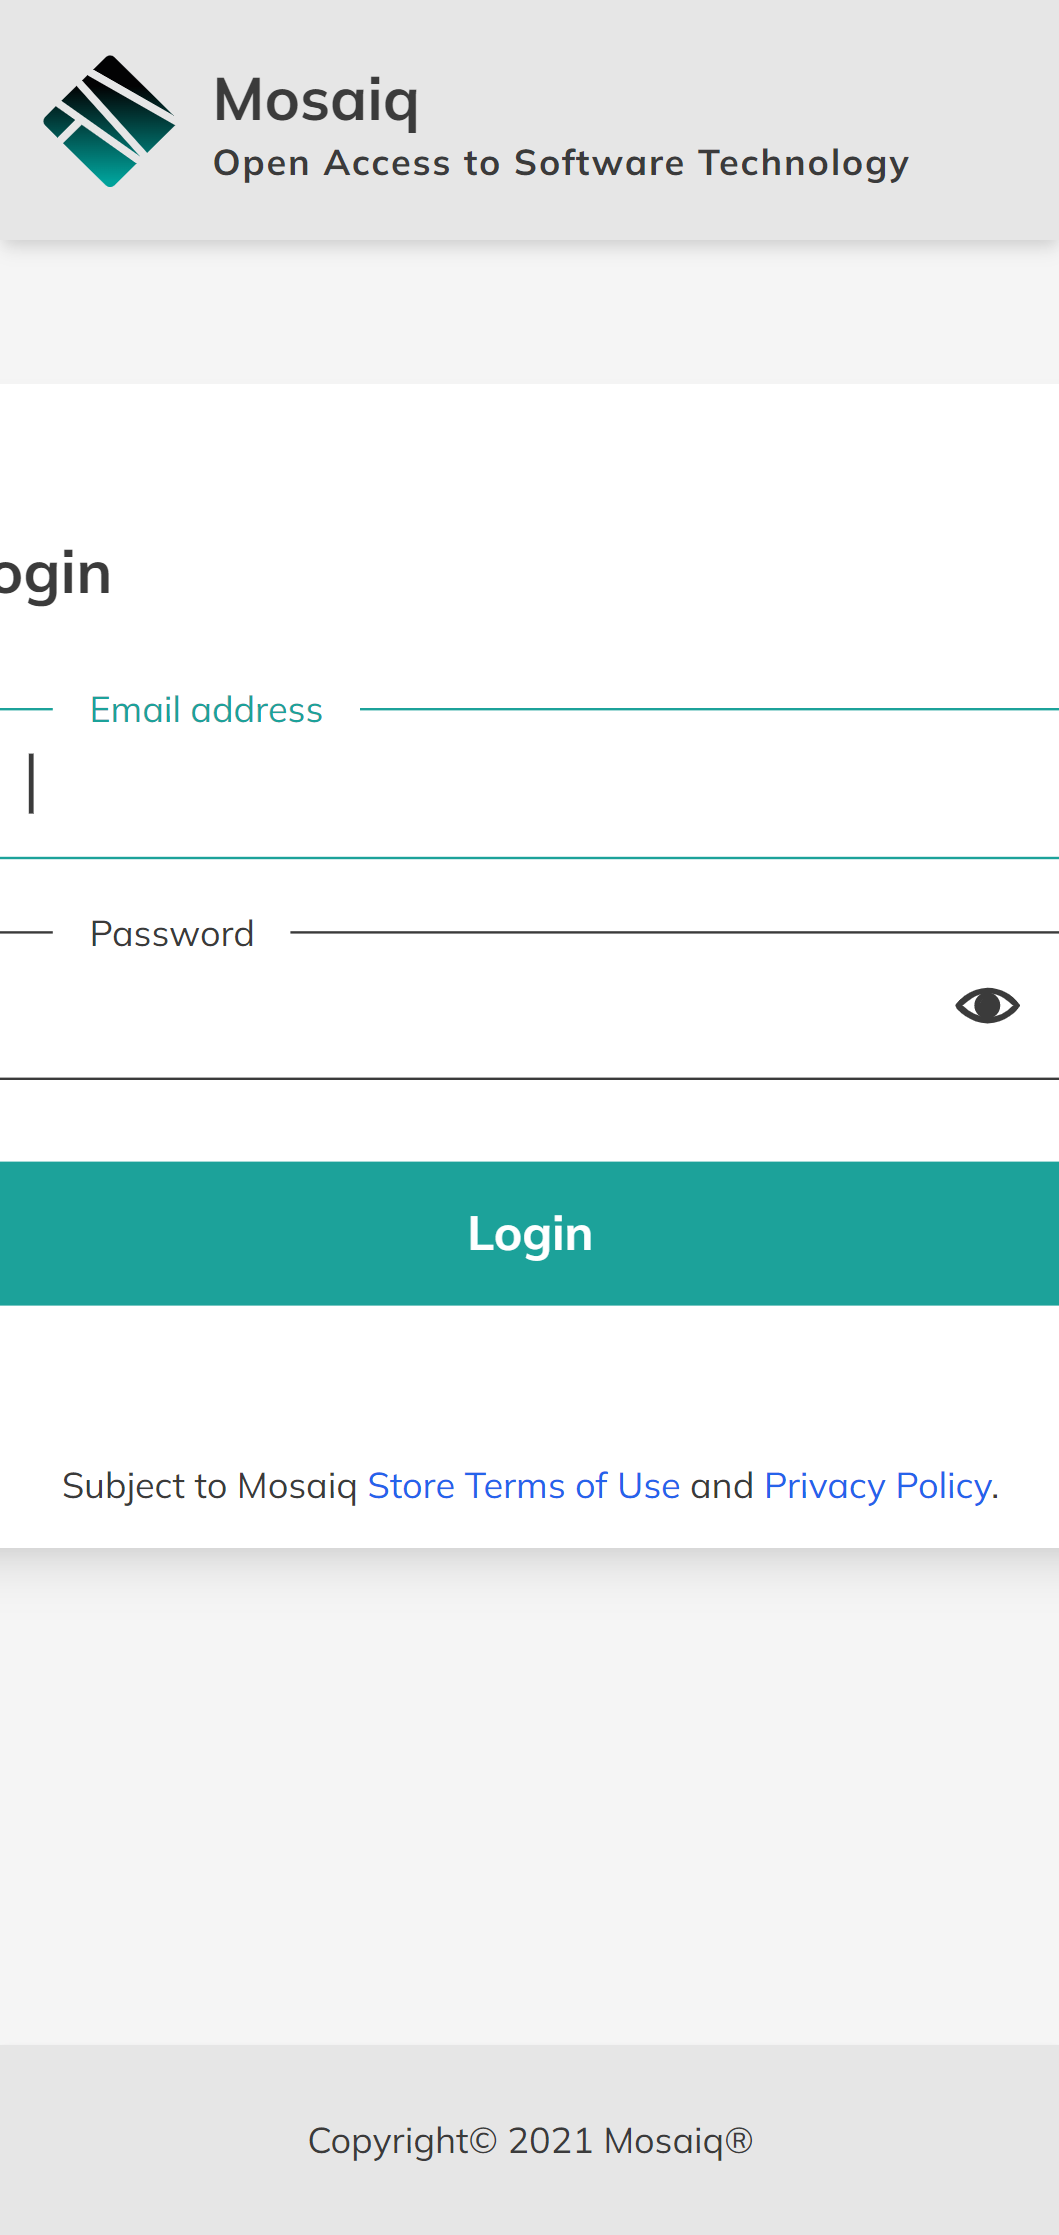 Mosaiq
Open Access to Software Technology
ogin
Email address
Password
Login
Subject to Mosaiq Store Terms of Use and Privacy Policy.
Copyright© 2021 Mosaiq®